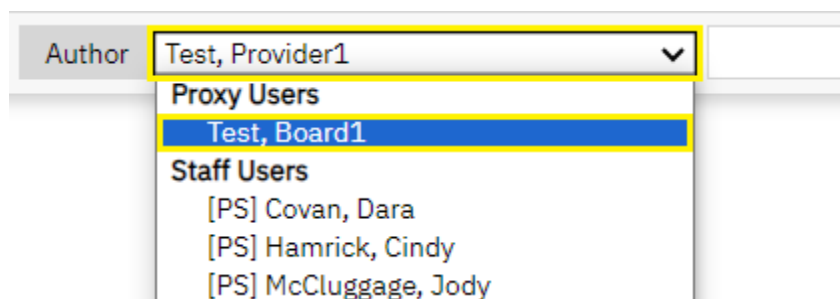 Author Test, Provider1
Proxy Users
Test, Board1
Staff Users
[PS] Covan, Dara
[PS] Hamrick, Cindy
[PS] McCluggage, Jody